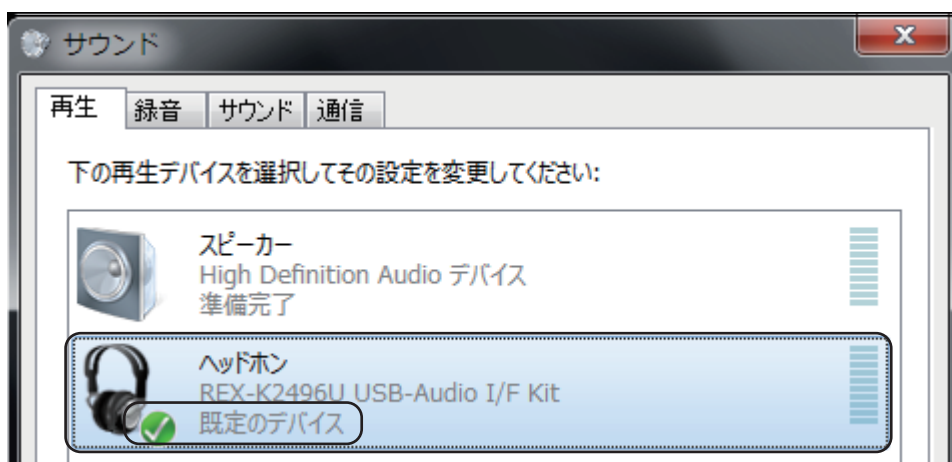 サウンド
再生 録音 サウンド 通信
下の再生デバイスを選択してその設定を変更してください:
スピーカー
High Definition Audio デバイス
準備完了
ヘッドホン
REX-K2496U USB-Audio I/F Kit
既定のデバイス